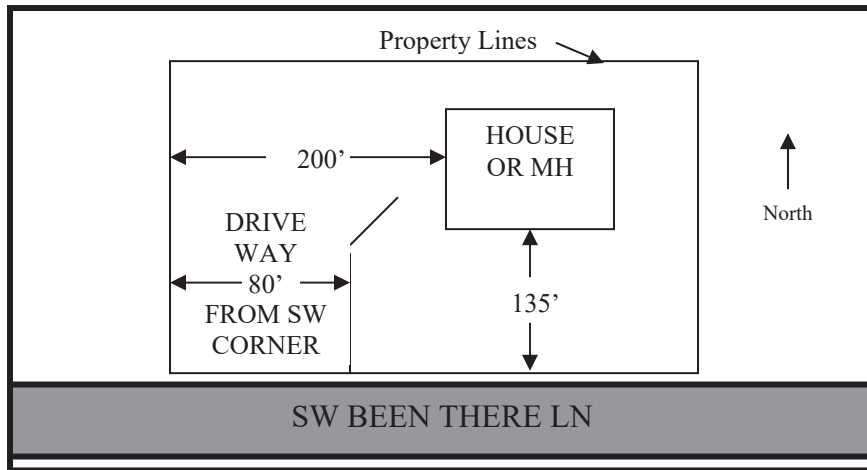 Property Lines
HOUSE
OR MH
200’
North
DRIVE
WAY
80’
FROM SW
CORNER
135’
SW BEEN THERE LN